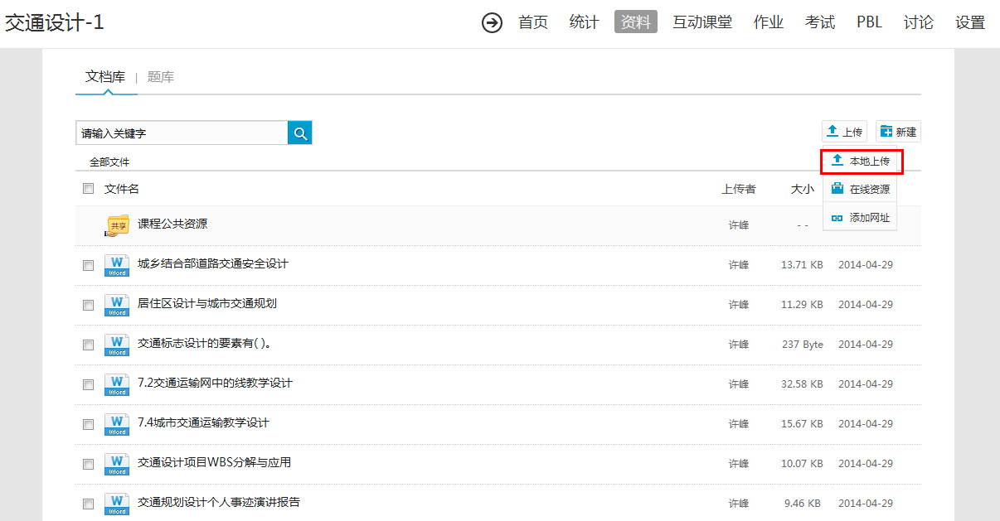 交通设计-1 首页 统计 资料 互动课堂 作业 考试 PBL 讨论 设置
文档库 | 题库
请输入关键字 上传 新建
全部文件 本地上传
文件名 上传者 大小 在线资源
共享 课程公共资源 许峰 - - 添加网址
W Word 城乡结合部道路交通安全设计 许峰 13.71 KB 2014-04-29
W Word 居住区设计与城市交通规划 许峰 11.29 KB 2014-04-29
W Word 交通标志设计的要素有( )。 许峰 237 Byte 2014-04-29
W Word 7.2交通运输网中的线教学设计 许峰 32.58 KB 2014-04-29
W Word 7.4城市交通运输教学设计 许峰 15.67 KB 2014-04-29
W Word 交通设计项目WBS分解与应用 许峰 10.07 KB 2014-04-29
W Word 交通规划设计个人事迹演讲报告 许峰 9.46 KB 2014-04-29